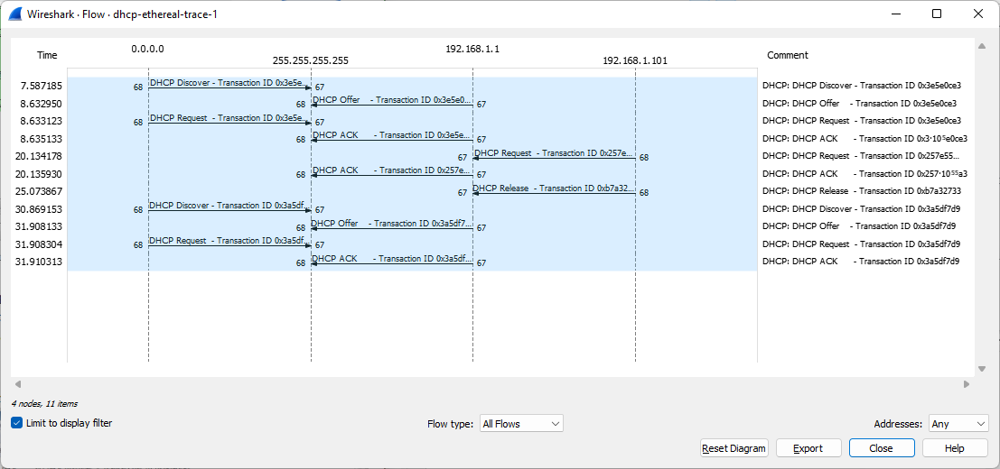 Wireshark · Flow · dhcp-ethereal-trace-1
Time 0.0.0.0 255.255.255.255 192.168.1.1 192.168.1.101 Comment
7.587185 68 DHCP Discover - Transaction ID 0x3e5e... 67 DHCP: DHCP Discover - Transaction ID 0x3e5e0ce3
8.632950 68 DHCP Offer - Transaction ID 0x3e5e0... 67 DHCP: DHCP Offer - Transaction ID 0x3e5e0ce3
8.633123 68 DHCP Request - Transaction ID 0x3e5e... 67 DHCP: DHCP Request - Transaction ID 0x3e5e0ce3
8.635133 68 DHCP ACK - Transaction ID 0x3e5e... 67 DHCP: DHCP ACK - Transaction ID 0x3·10⁵e0ce3
20.134178 67 DHCP Request - Transaction ID 0x257e... 68 DHCP: DHCP Request - Transaction ID 0x257e55...
20.135930 68 DHCP ACK - Transaction ID 0x257e... 67 DHCP: DHCP ACK - Transaction ID 0x257·10⁵⁵a3
25.073867 67 DHCP Release - Transaction ID 0xb7a32... 68 DHCP: DHCP Release - Transaction ID 0xb7a32733
30.869153 68 DHCP Discover - Transaction ID 0x3a5df... 67 DHCP: DHCP Discover - Transaction ID 0x3a5df7d9
31.908133 68 DHCP Offer - Transaction ID 0x3a5df7... 67 DHCP: DHCP Offer - Transaction ID 0x3a5df7d9
31.908304 68 DHCP Request - Transaction ID 0x3a5df... 67 DHCP: DHCP Request - Transaction ID 0x3a5df7d9
31.910313 68 DHCP ACK - Transaction ID 0x3a5df... 67 DHCP: DHCP ACK - Transaction ID 0x3a5df7d9
4 nodes, 11 items
Limit to display filter Flow type: All Flows Addresses: Any
Reset Diagram Export Close Help